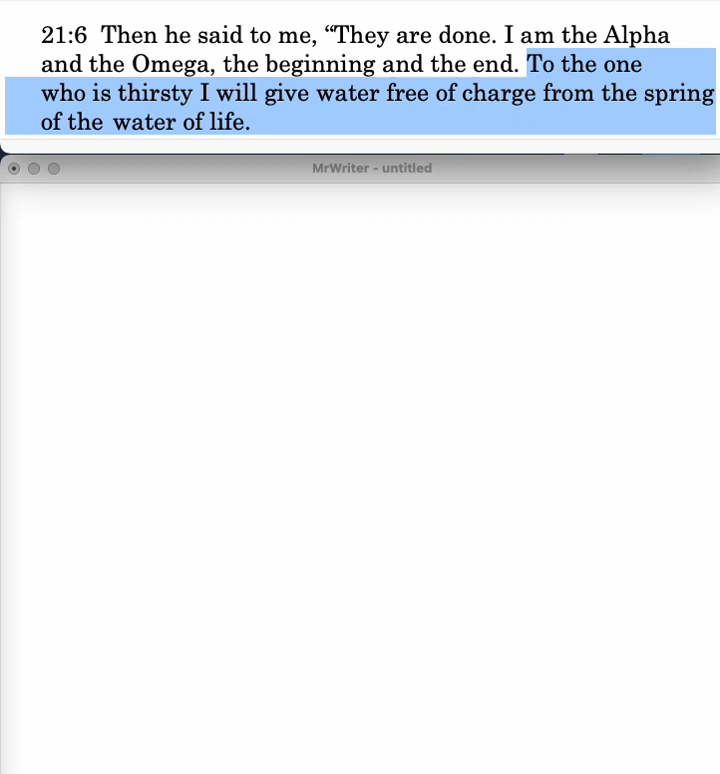 21:6 Then he said to me, “They are done. I am the Alpha
and the Omega, the beginning and the end. To the one
who is thirsty I will give water free of charge from the spring
of the water of life.
MrWriter - untitled